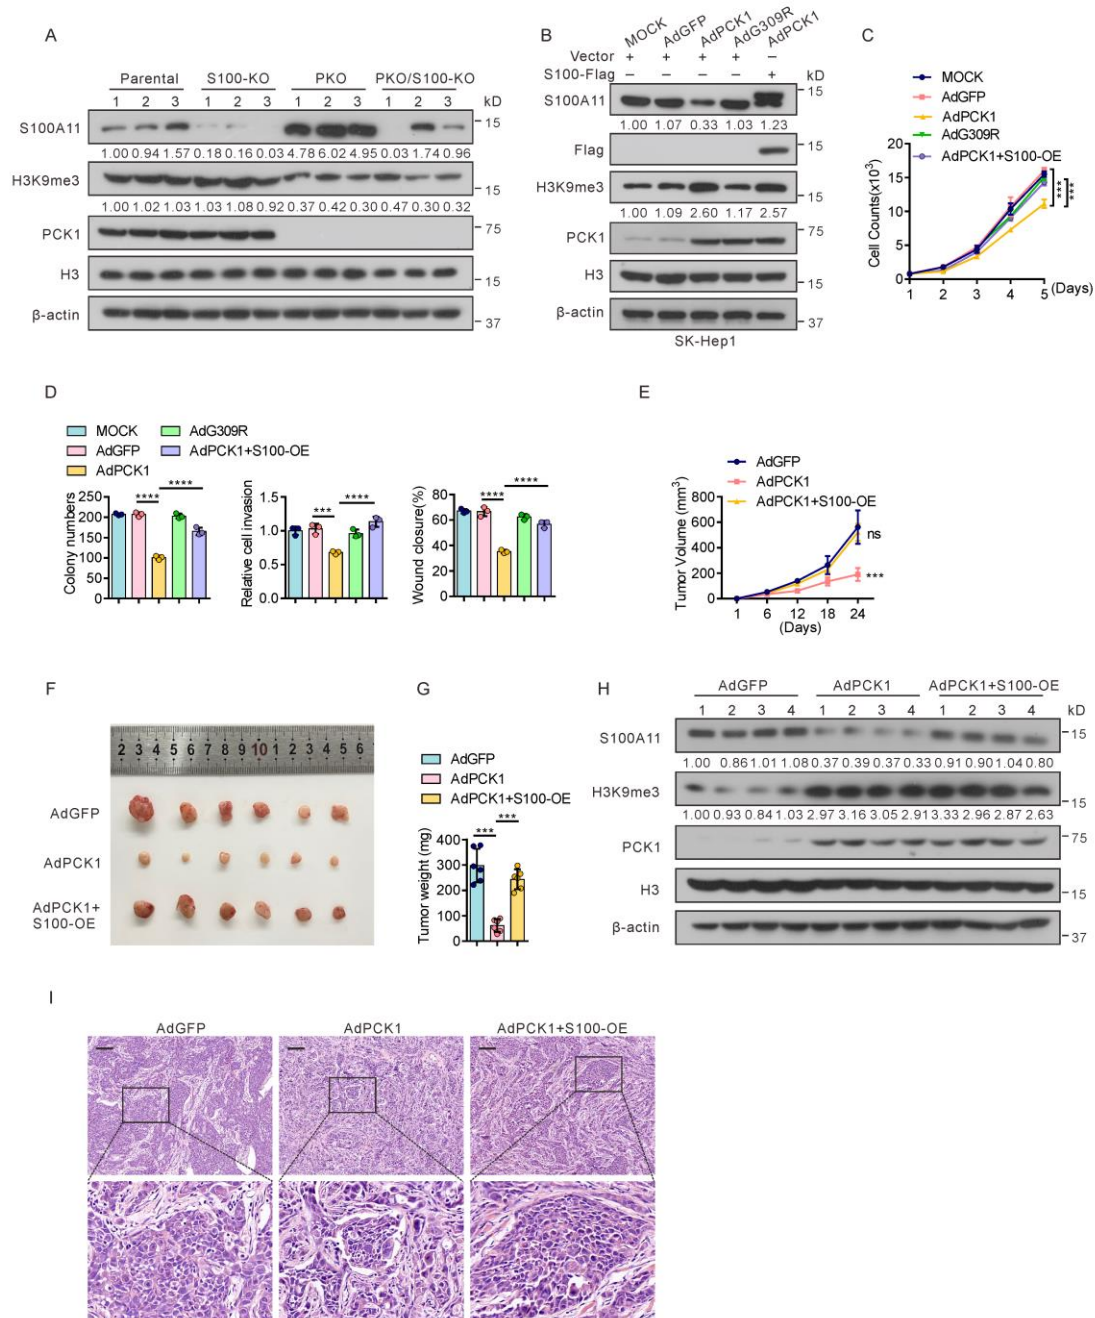 A
Parental S100-KO PKO PKO/S100-KO
1 2 3 1 2 3 1 2 3 1 2 3 kD
S100A11 15
1.00 0.94 1.57 0.18 0.16 0.03 4.78 6.02 4.95 0.03 1.74 0.96
H3K9me3 15
1.00 1.02 1.03 1.03 1.08 0.92 0.37 0.42 0.30 0.47 0.30 0.32
PCK1 75
H3 15
β-actin 37
B
MOCK AdGFP AdPCK1 AdG309R AdPCK1
Vector + + + + −
S100-Flag − − − − + kD
S100A11 15
1.00 1.07 0.33 1.03 1.23
Flag
H3K9me3 15
1.00 1.09 2.60 1.17 2.57
PCK1 75
H3 15
β-actin 37
SK-Hep1
C
MOCK
AdGFP
AdPCK1
AdG309R
AdPCK1+S100-OE
Cell Counts(x10³)
20
15
10
5
0
1 2 3 4 5 (Days)
*** ***
D
MOCK AdG309R
AdGFP AdPCK1+S100-OE
AdPCK1
Colony numbers
250
200
150
100
50
0
**** ****
Relative cell invasion
1.5
1.0
0.5
0.0
*** ****
Wound closure(%)
80
60
40
20
0
**** ****
E
AdGFP
AdPCK1
AdPCK1+S100-OE
Tumor Volume (mm³)
800
600
400
200
0
ns
***
1 6 12 18 24
(Days)
F
2 3 4 5 6 7 8 9 10 1 2 3 4 5 6
AdGFP
AdPCK1
AdPCK1+
S100-OE
G
AdGFP
AdPCK1
AdPCK1+S100-OE
Tumor weight (mg)
400
300
200
100
0
*** ***
H
AdGFP AdPCK1 AdPCK1+S100-OE
1 2 3 4 1 2 3 4 1 2 3 4 kD
S100A11 15
1.00 0.86 1.01 1.08 0.37 0.39 0.37 0.33 0.91 0.90 1.04 0.80
H3K9me3 15
1.00 0.93 0.84 1.03 2.97 3.16 3.05 2.91 3.33 2.96 2.87 2.63
PCK1 75
H3 15
β-actin 37
I
AdGFP AdPCK1 AdPCK1+S100-OE